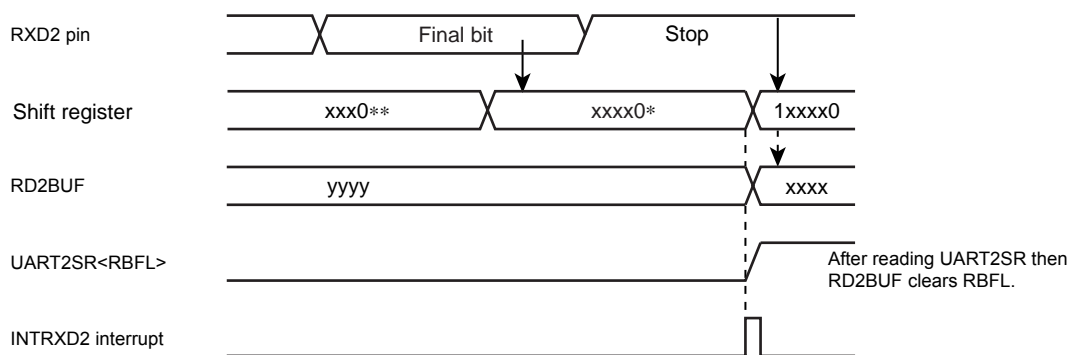 RXD2 pin
Final bit
Stop
Shift register
xxx0**
xxxx0*
1xxxx0
RD2BUF
yyyy
xxxx
UART2SR<RBFL>
After reading UART2SR then
RD2BUF clears RBFL.
INTRXD2 interrupt